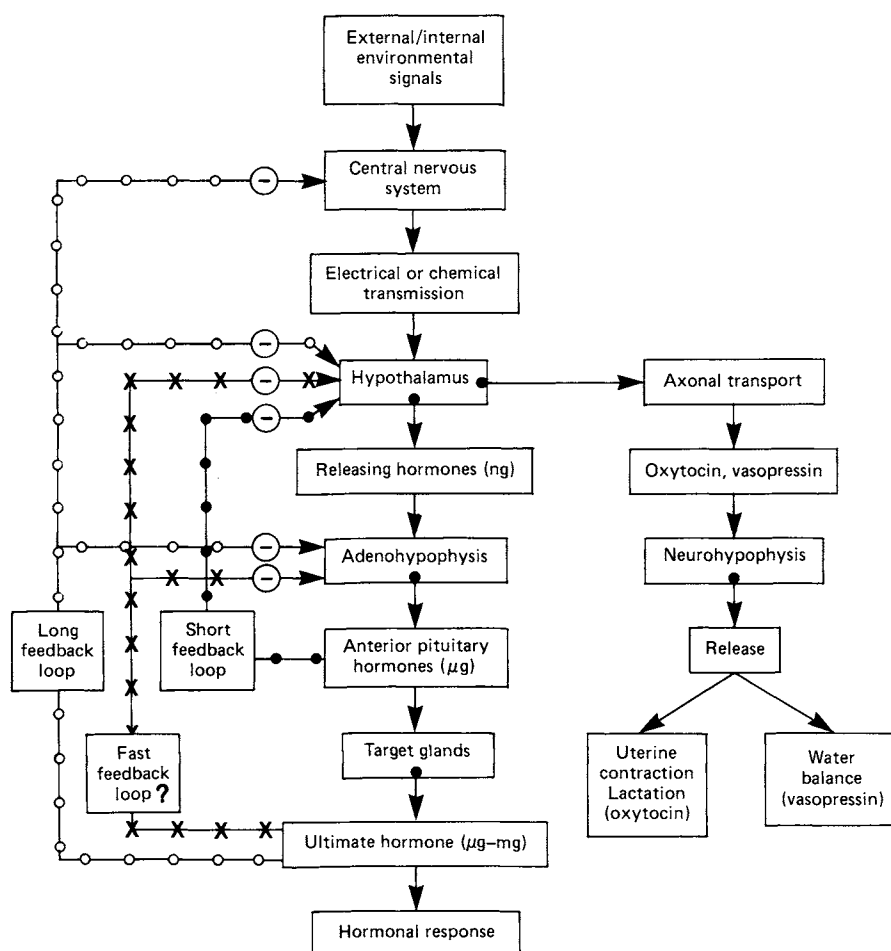 External/internal
environmental
signals
Central nervous
system
Electrical or chemical
transmission
Hypothalamus
Axonal transport
Releasing hormones (ng)
Oxytocin, vasopressin
Adenohypophysis
Neurohypophysis
Long
feedback
loop
Short
feedback
loop
Anterior pituitary
hormones (μg)
Release
Fast
feedback
loop ?
Target glands
Uterine
contraction
Lactation
(oxytocin)
Water
balance
(vasopressin)
Ultimate hormone (μg–mg)
Hormonal response